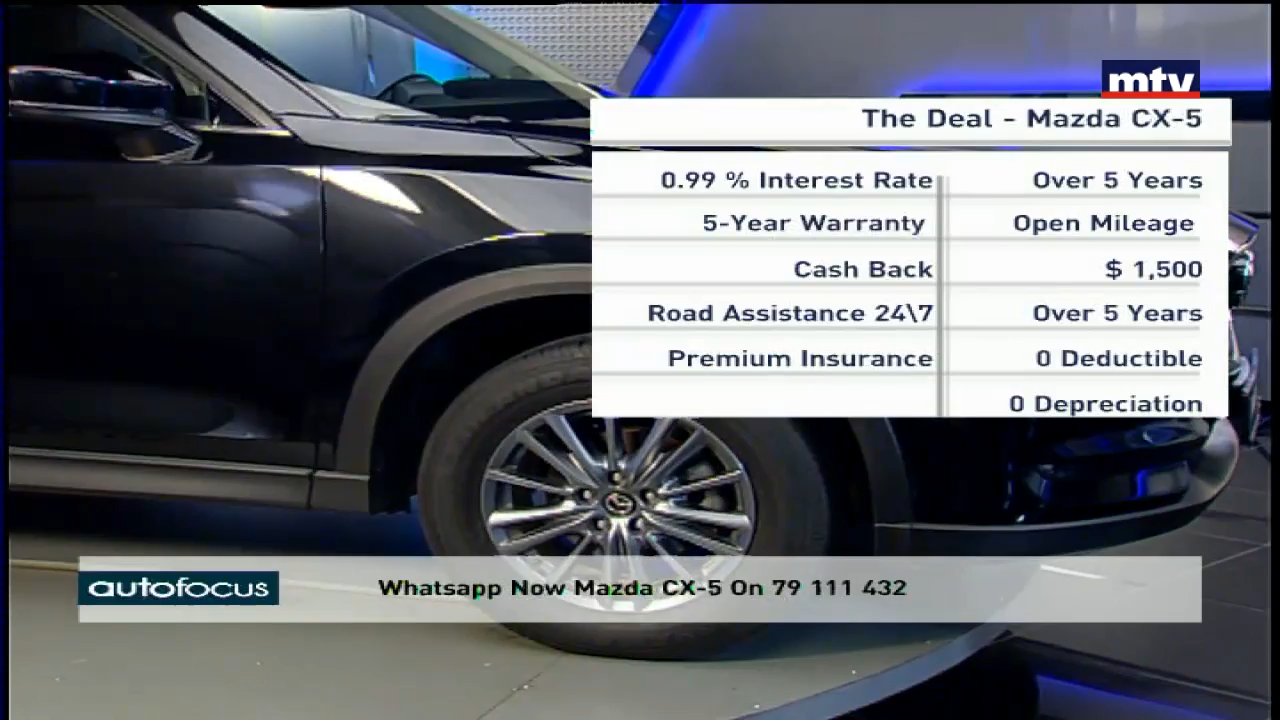 mtv
The Deal - Mazda CX-5
0.99 % Interest Rate Over 5 Years
5-Year Warranty Open Mileage
Cash Back $ 1,500
Road Assistance 24\7 Over 5 Years
Premium Insurance 0 Deductible
0 Depreciation
autofocus Whatsapp Now Mazda CX-5 On 79 111 432